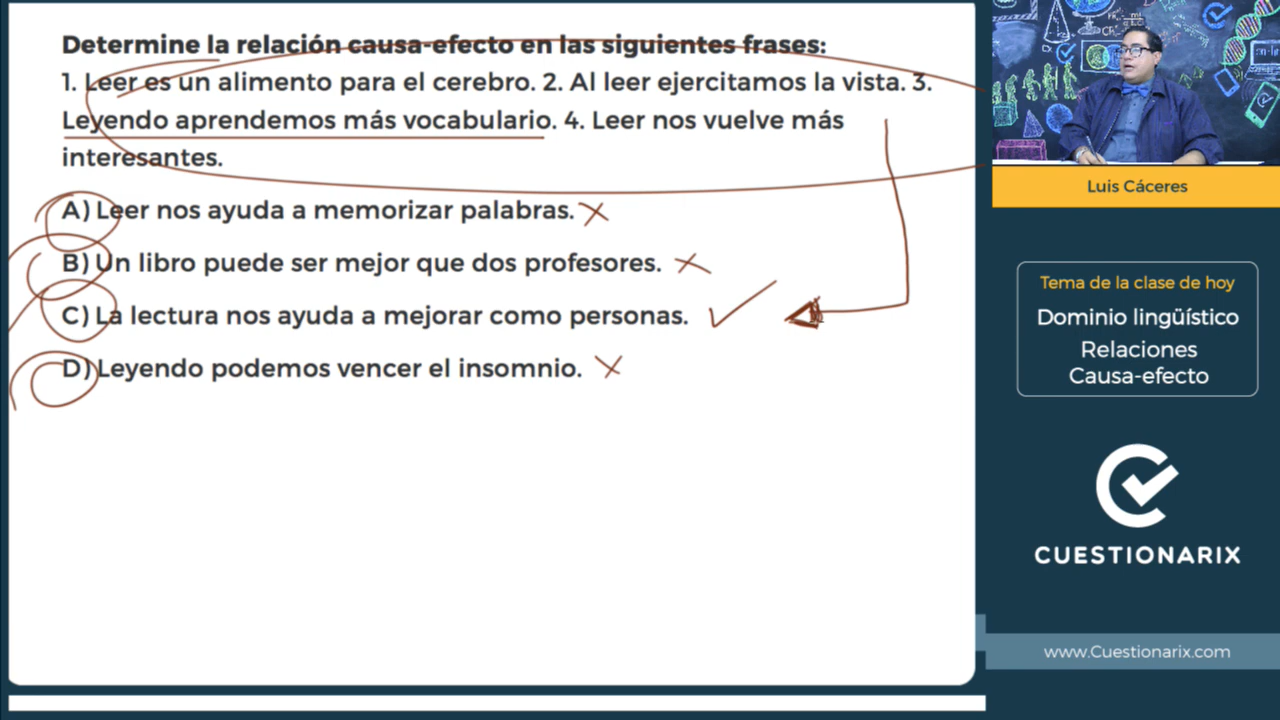 Determine la relación causa-efecto en las siguientes frases:
1. Leer es un alimento para el cerebro. 2. Al leer ejercitamos la vista. 3.
Leyendo aprendemos más vocabulario. 4. Leer nos vuelve más
interesantes.
A) Leer nos ayuda a memorizar palabras.
B) Un libro puede ser mejor que dos profesores.
C) La lectura nos ayuda a mejorar como personas.
D) Leyendo podemos vencer el insomnio.
Luis Cáceres
Tema de la clase de hoy
Dominio lingüístico
Relaciones
Causa-efecto
CUESTIONARIX
www.Cuestionarix.com